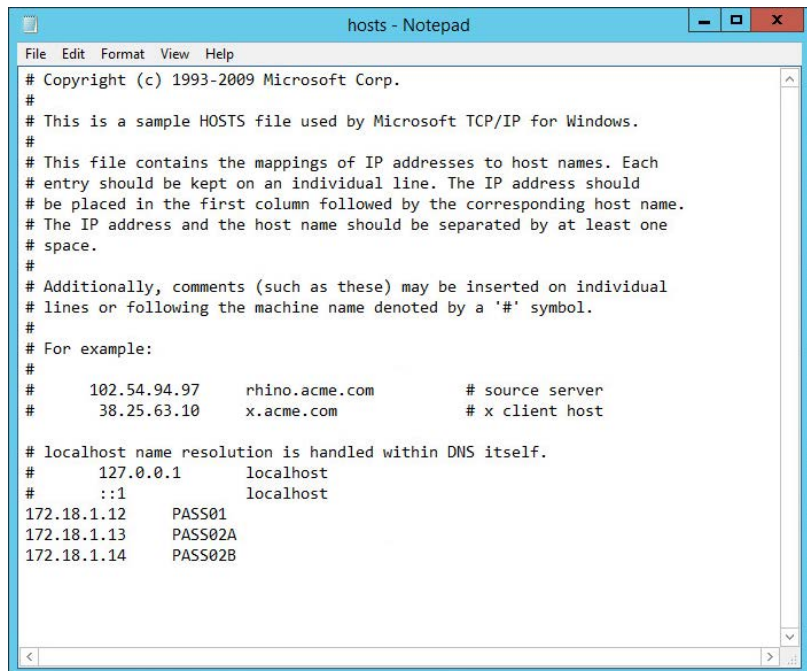 hosts - Notepad
File Edit Format View Help
# Copyright (c) 1993-2009 Microsoft Corp.
#
# This is a sample HOSTS file used by Microsoft TCP/IP for Windows.
#
# This file contains the mappings of IP addresses to host names. Each
# entry should be kept on an individual line. The IP address should
# be placed in the first column followed by the corresponding host name.
# The IP address and the host name should be separated by at least one
# space.
#
# Additionally, comments (such as these) may be inserted on individual
# lines or following the machine name denoted by a '#' symbol.
#
# For example:
#
#      102.54.94.97     rhino.acme.com          # source server
#       38.25.63.10     x.acme.com              # x client host

# localhost name resolution is handled within DNS itself.
#       127.0.0.1       localhost
#       ::1             localhost
172.18.1.12     PASS01
172.18.1.13     PASS02A
172.18.1.14     PASS02B